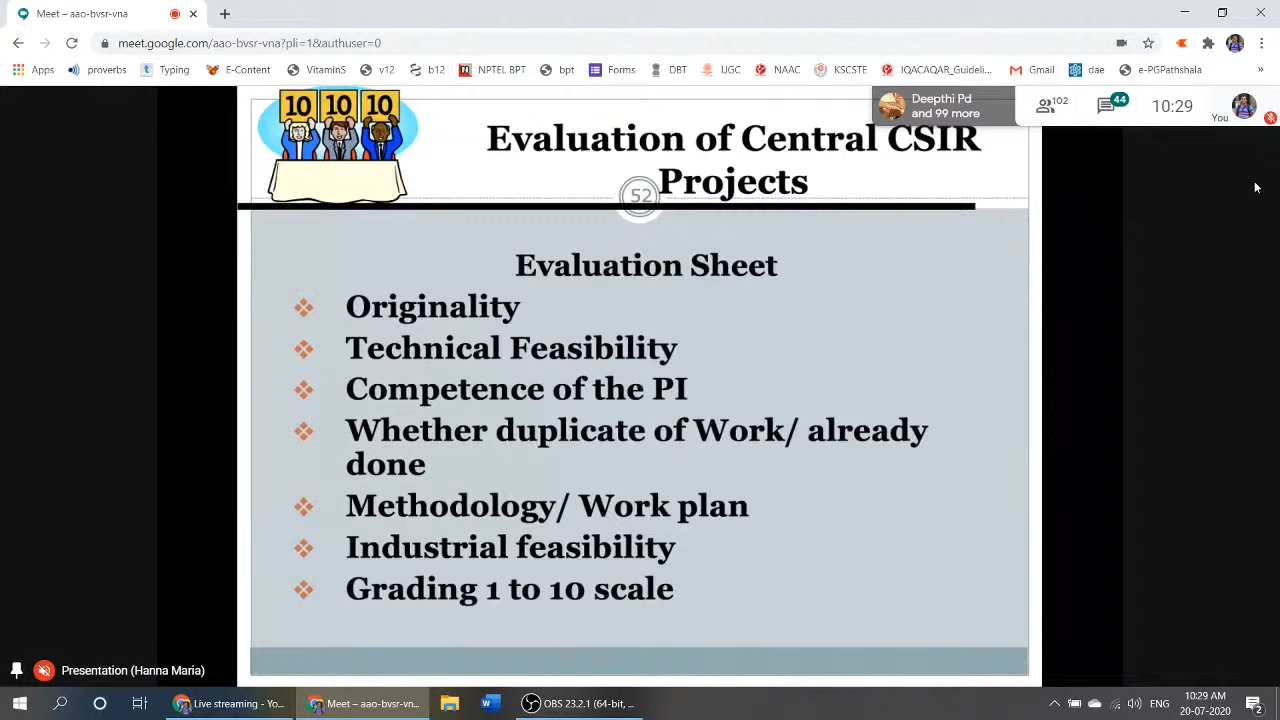 Meet – aao-bvsr-vna
meet.google.com/aao-bvsr-vna?pli=1&authuser=0
Apps proverbs Typing E-Content VitaminS v12 b12 NPTEL BPT bpt Forms DBT UGC NAAC KSCSTE IQACAQAR_Guideli... Gmail dae e-PGPathshala »
Deepthi Pd
and 99 more
102
44
10:29
You
10 10 10
Evaluation of Central CSIR
Projects
52
Evaluation Sheet
Originality
Technical Feasibility
Competence of the PI
Whether duplicate of Work/ already
done
Methodology/ Work plan
Industrial feasibility
Grading 1 to 10 scale
Presentation (Hanna Maria)
Live streaming - Yo...
Meet – aao-bvsr-vn...
OBS 23.2.1 (64-bit, ...
ENG
10:29 AM
20-07-2020
2